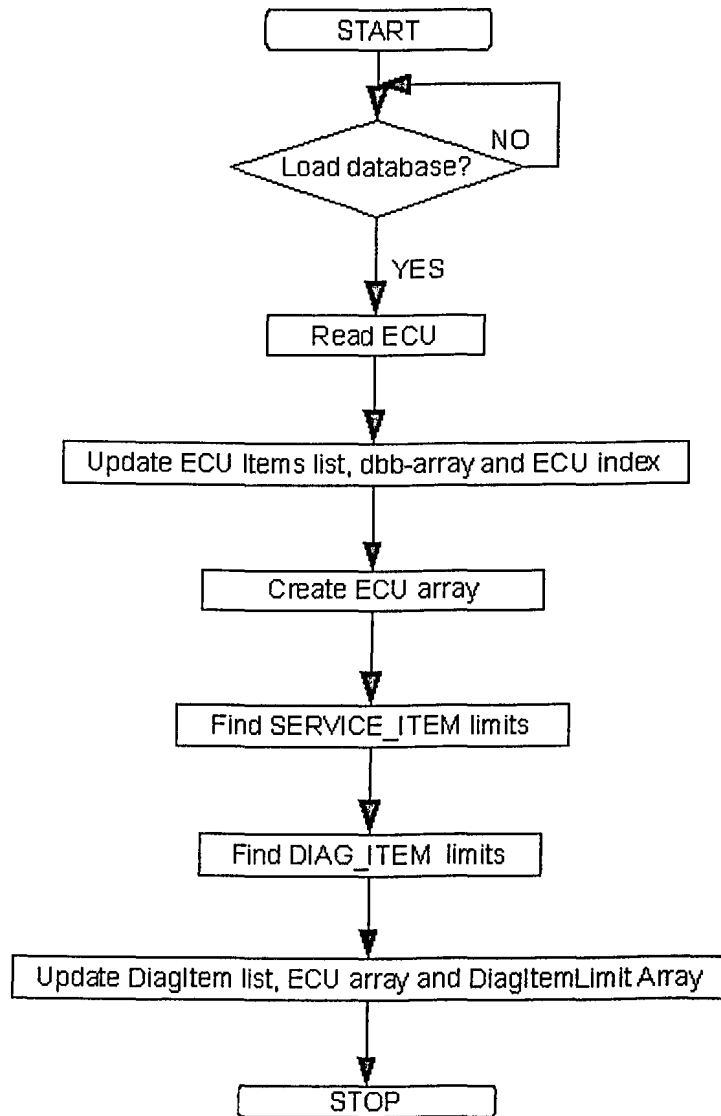 START
NO
Load database?
YES
Read ECU
Update ECU Items list, dbb-array and ECU index
Create ECU array
Find SERVICE_ITEM limits
Find DIAG_ITEM limits
Update DiagItem list, ECU array and DiagItemLimit Array
STOP